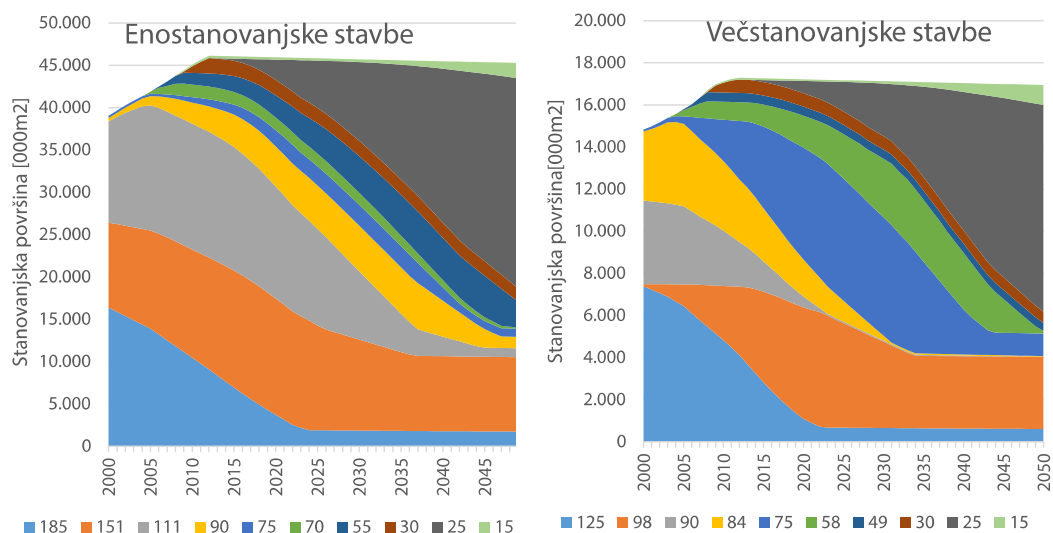 Enostanovanjske stavbe
Stanovanjska površina [000m2]
50.000
45.000
40.000
35.000
30.000
25.000
20.000
15.000
10.000
5.000
0
2000 2005 2010 2015 2020 2025 2030 2035 2040 2045
185 151 111 90 75 70 55 30 25 15
Večstanovanjske stavbe
Stanovanjska površina[000m2]
20.000
18.000
16.000
14.000
12.000
10.000
8.000
6.000
4.000
2.000
0
2000 2005 2010 2015 2020 2025 2030 2035 2040 2045 2050
125 98 90 84 75 58 49 30 25 15